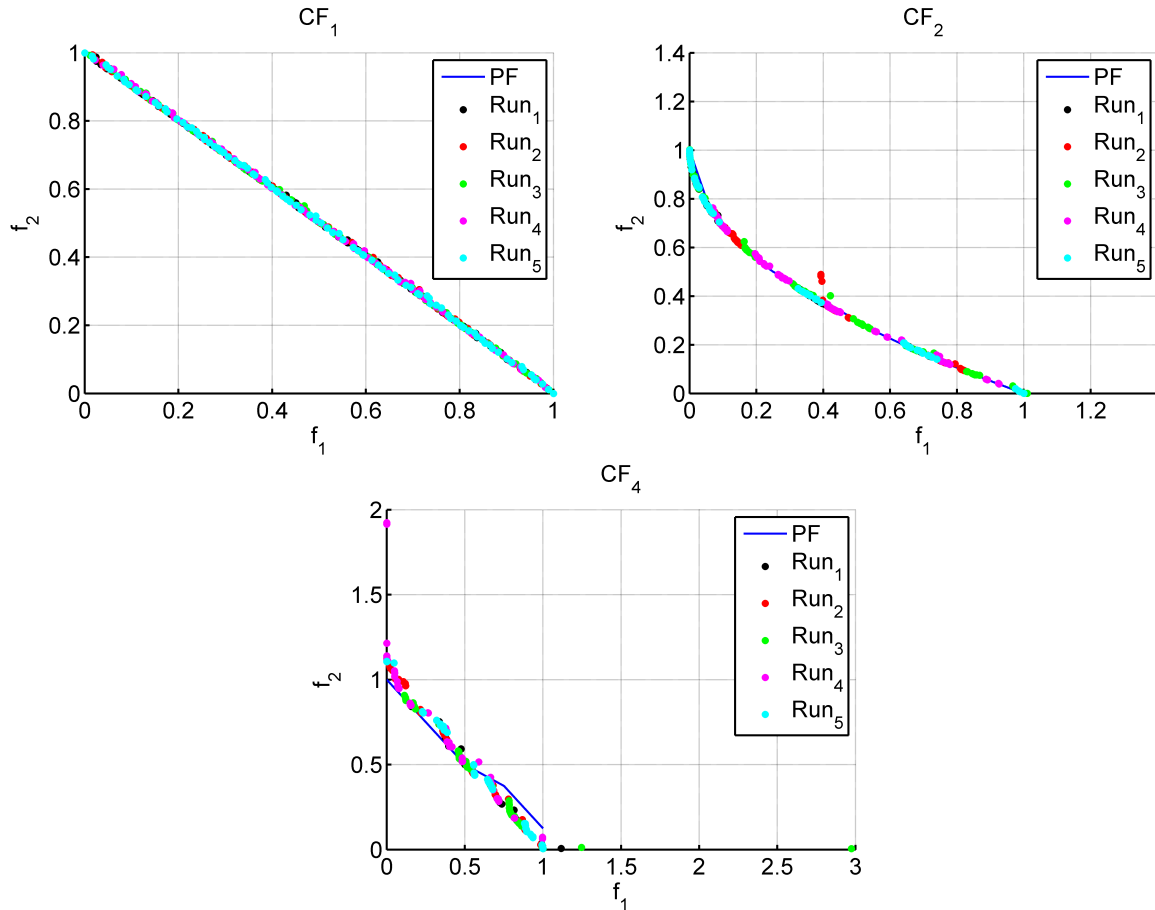 CF₁
1
0.8
0.6
0.4
0.2
0
f₂
0 0.2 0.4 0.6 0.8 1
f₁
PF
Run₁
Run₂
Run₃
Run₄
Run₅
CF₂
1.4
1.2
1
0.8
0.6
0.4
0.2
0
f₂
0 0.2 0.4 0.6 0.8 1 1.2
f₁
PF
Run₁
Run₂
Run₃
Run₄
Run₅
CF₄
2
1.5
1
0.5
0
f₂
0 0.5 1 1.5 2 2.5 3
f₁
PF
Run₁
Run₂
Run₃
Run₄
Run₅